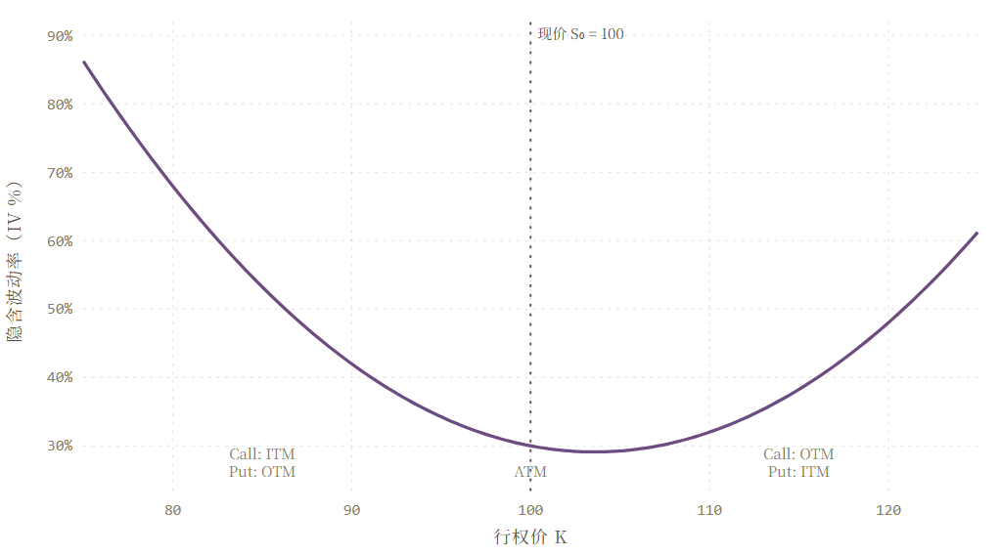 90%
现价 S₀ = 100
80%
70%
60%
50%
40%
30%
隐含波动率（IV %）
Call: ITM
Put: OTM
ATM
Call: OTM
Put: ITM
80
90
100
110
120
行权价 K